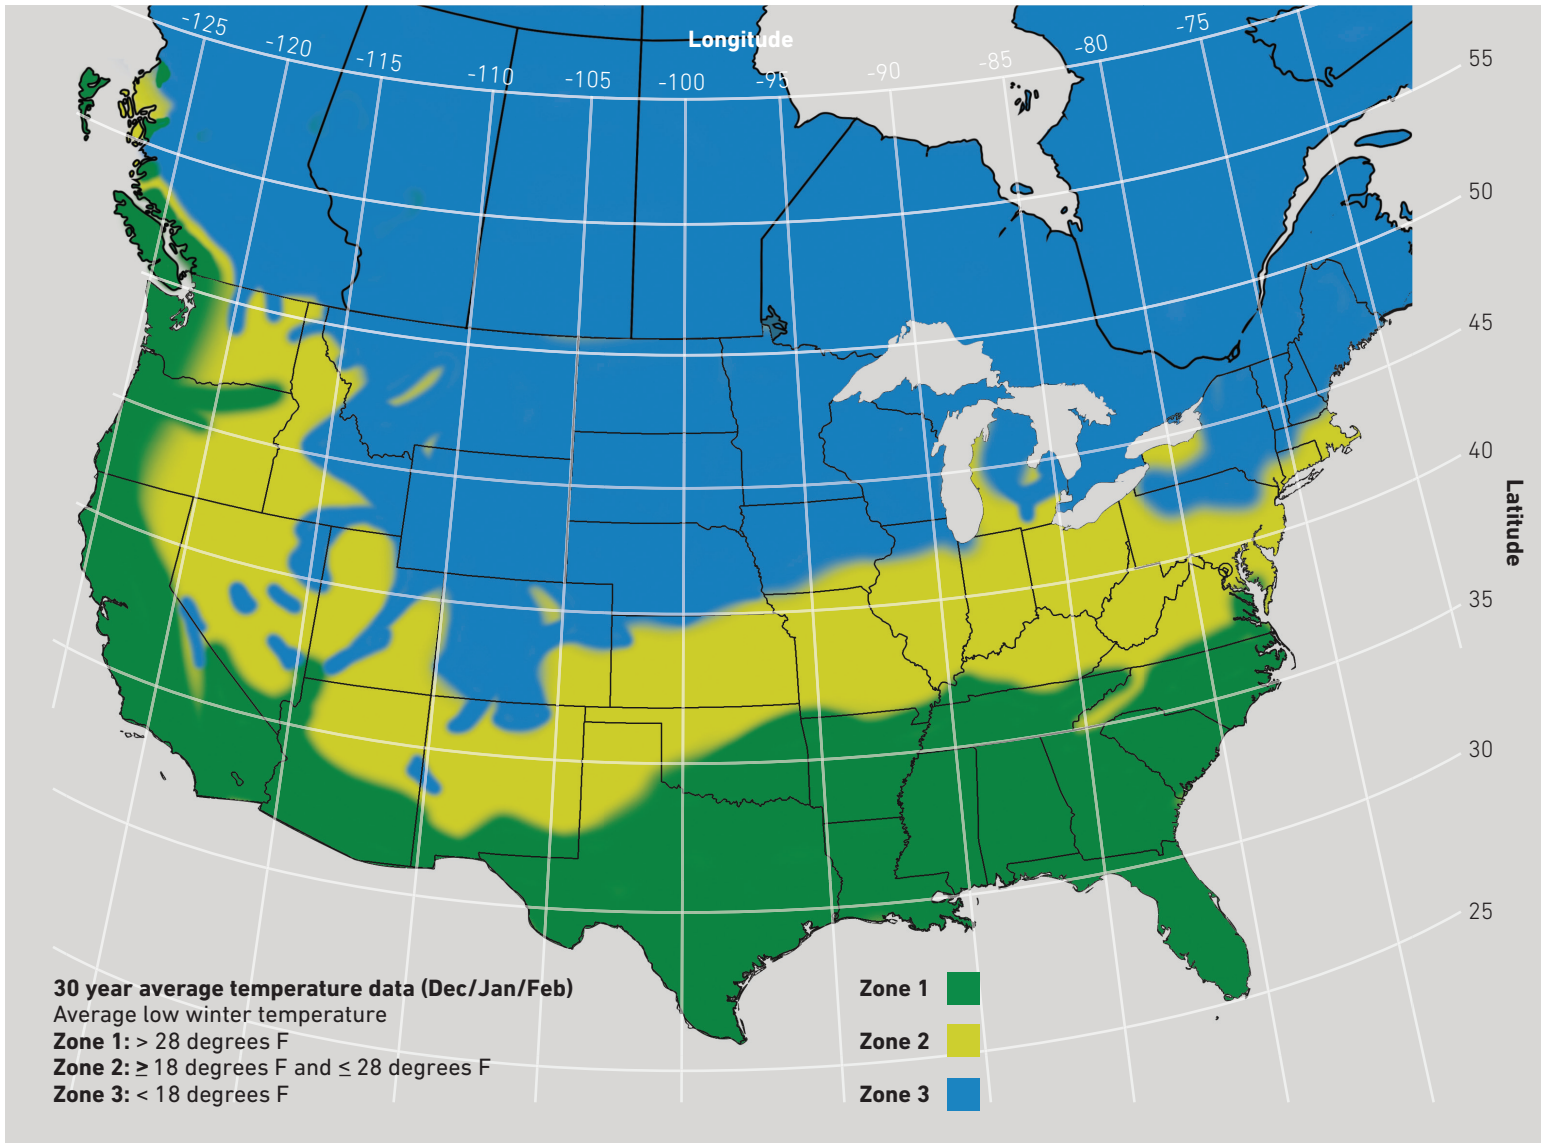 Longitude
-125
-120
-115
-110
-105
-100
-95
-90
-85
-80
-75
55
50
45
40
35
30
25
Latitude
30 year average temperature data (Dec/Jan/Feb)
Average low winter temperature
Zone 1: > 28 degrees F
Zone 2: ≥ 18 degrees F and ≤ 28 degrees F
Zone 3: < 18 degrees F
Zone 1
Zone 2
Zone 3